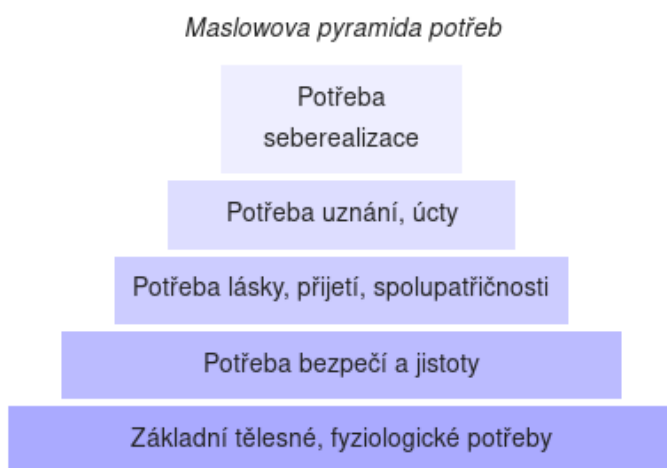 Maslowova pyramida potřeb
Potřeba
seberealizace
Potřeba uznání, úcty
Potřeba lásky, přijetí, spolupatřičnosti
Potřeba bezpečí a jistoty
Základní tělesné, fyziologické potřeby